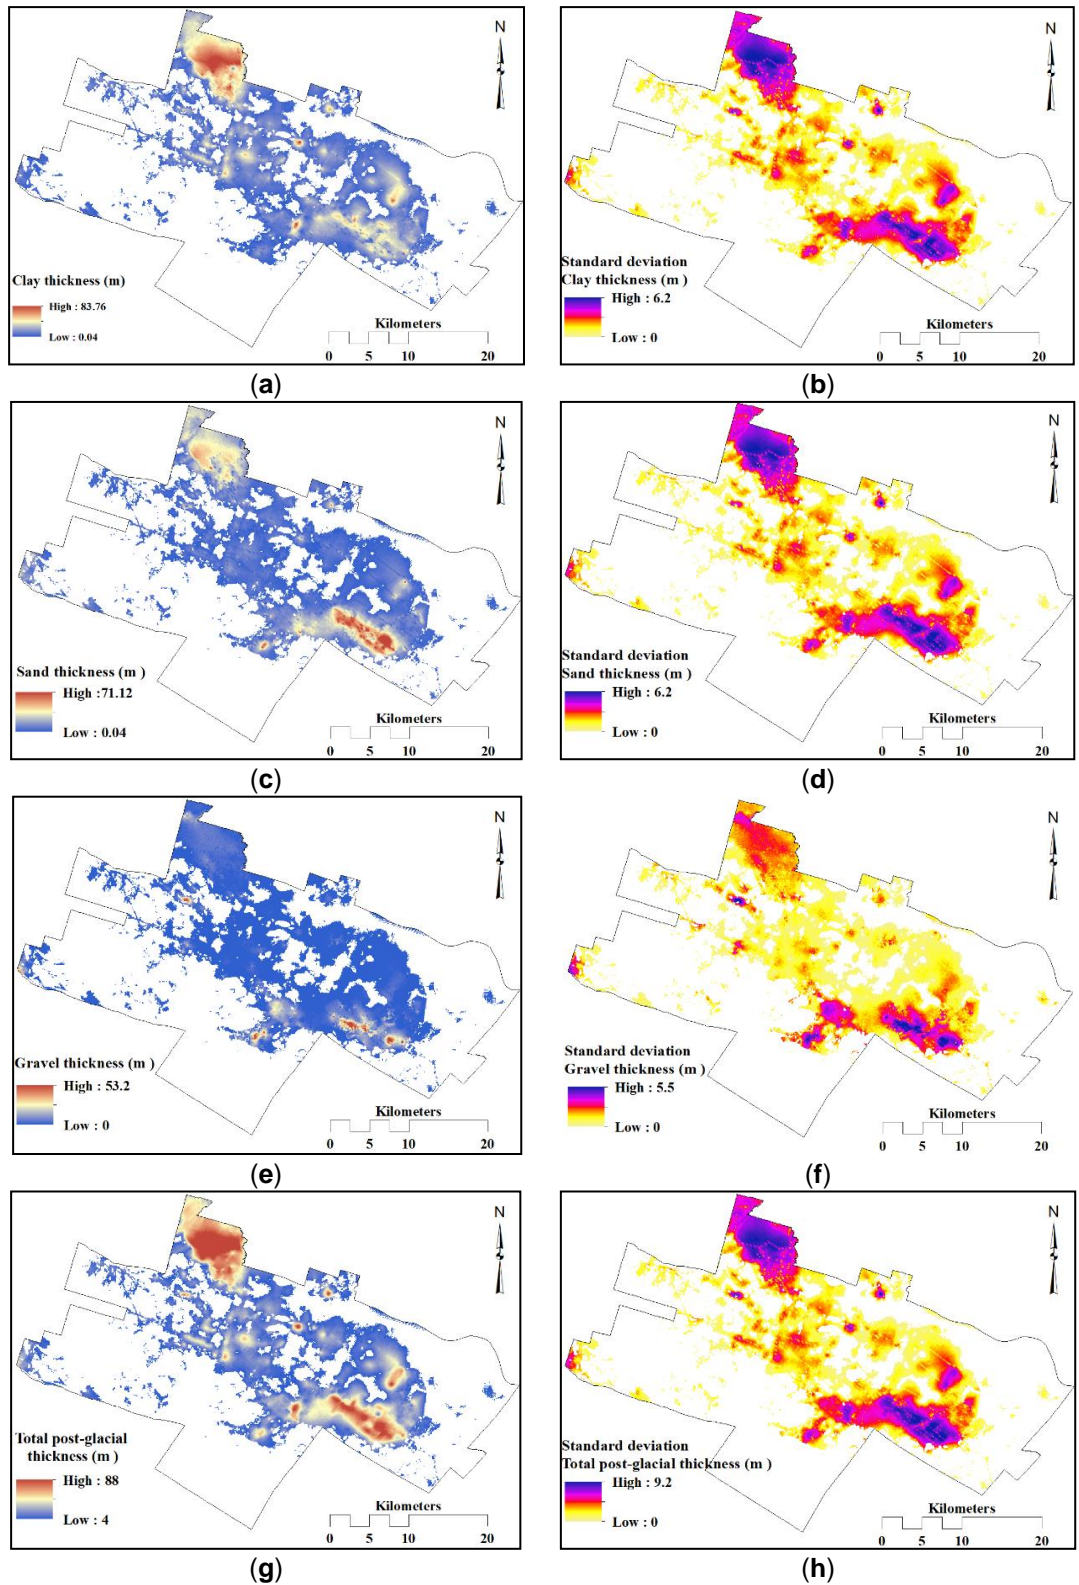 N
Clay thickness (m)
High : 83.76
Low : 0.04
Kilometers
0 5 10 20
(a)
N
Standard deviation
Clay thickness (m )
High : 6.2
Low : 0
Kilometers
0 5 10 20
(b)
N
Sand thickness (m )
High :71.12
Low : 0.04
Kilometers
0 5 10 20
(c)
N
Standard deviation
Sand thickness (m )
High : 6.2
Low : 0
Kilometers
0 5 10 20
(d)
N
Gravel thickness (m )
High : 53.2
Low : 0
Kilometers
0 5 10 20
(e)
N
Standard deviation
Gravel thickness (m )
High : 5.5
Low : 0
Kilometers
0 5 10 20
(f)
N
Total post-glacial
thickness (m )
High : 88
Low : 4
Kilometers
0 5 10 20
(g)
N
Standard deviation
Total post-glacial thickness (m )
High : 9.2
Low : 0
Kilometers
0 5 10 20
(h)